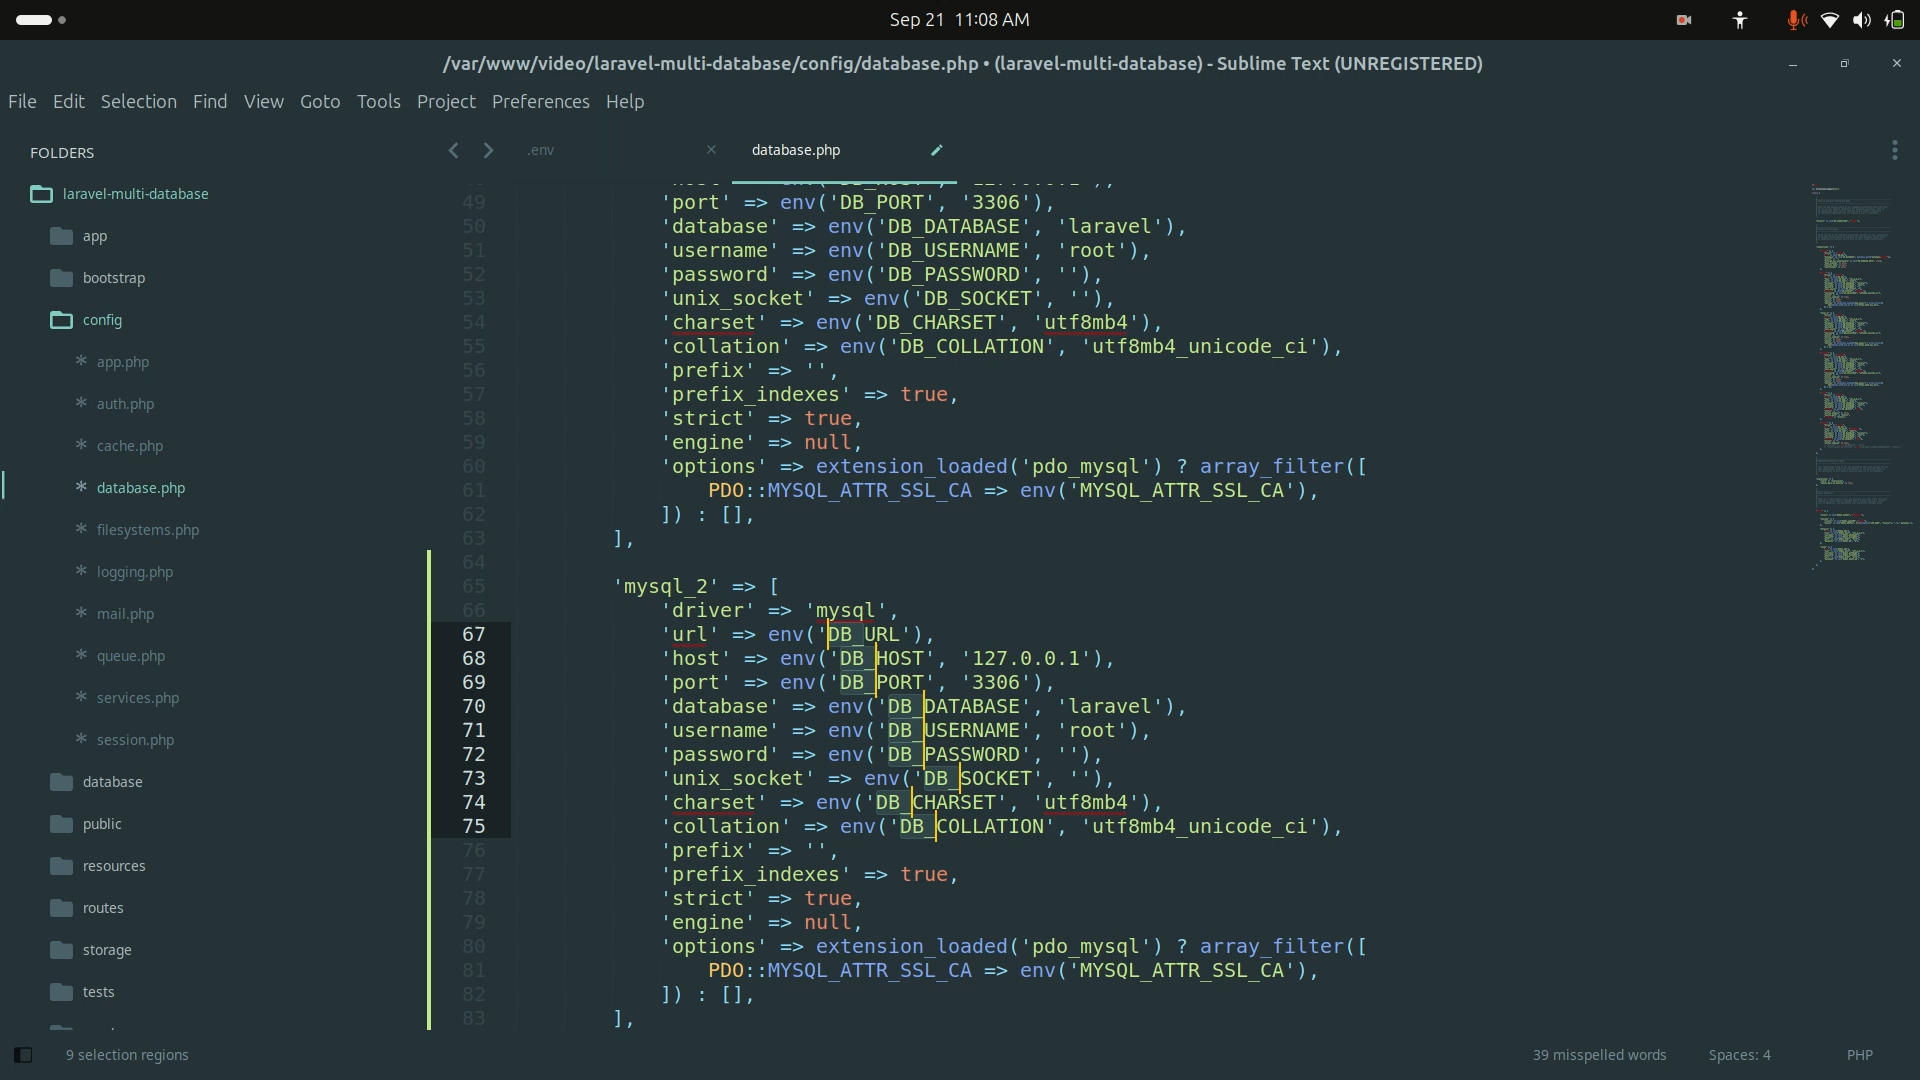 Sep 21 11:08 AM
/var/www/video/laravel-multi-database/config/database.php • (laravel-multi-database) - Sublime Text (UNREGISTERED)
File Edit Selection Find View Goto Tools Project Preferences Help
FOLDERS
laravel-multi-database
app
bootstrap
config
app.php
auth.php
cache.php
database.php
filesystems.php
logging.php
mail.php
queue.php
services.php
session.php
database
public
resources
routes
storage
tests
.env
database.php
49 'port' => env('DB_PORT', '3306'),
50 'database' => env('DB_DATABASE', 'laravel'),
51 'username' => env('DB_USERNAME', 'root'),
52 'password' => env('DB_PASSWORD', ''),
53 'unix_socket' => env('DB_SOCKET', ''),
54 'charset' => env('DB_CHARSET', 'utf8mb4'),
55 'collation' => env('DB_COLLATION', 'utf8mb4_unicode_ci'),
56 'prefix' => '',
57 'prefix_indexes' => true,
58 'strict' => true,
59 'engine' => null,
60 'options' => extension_loaded('pdo_mysql') ? array_filter([
61 PDO::MYSQL_ATTR_SSL_CA => env('MYSQL_ATTR_SSL_CA'),
62 ]) : [],
63 ],
64
65 'mysql_2' => [
66 'driver' => 'mysql',
67 'url' => env('DB_URL'),
68 'host' => env('DB_HOST', '127.0.0.1'),
69 'port' => env('DB_PORT', '3306'),
70 'database' => env('DB_DATABASE', 'laravel'),
71 'username' => env('DB_USERNAME', 'root'),
72 'password' => env('DB_PASSWORD', ''),
73 'unix_socket' => env('DB_SOCKET', ''),
74 'charset' => env('DB_CHARSET', 'utf8mb4'),
75 'collation' => env('DB_COLLATION', 'utf8mb4_unicode_ci'),
76 'prefix' => '',
77 'prefix_indexes' => true,
78 'strict' => true,
79 'engine' => null,
80 'options' => extension_loaded('pdo_mysql') ? array_filter([
81 PDO::MYSQL_ATTR_SSL_CA => env('MYSQL_ATTR_SSL_CA'),
82 ]) : [],
83 ],
9 selection regions
39 misspelled words
Spaces: 4
PHP